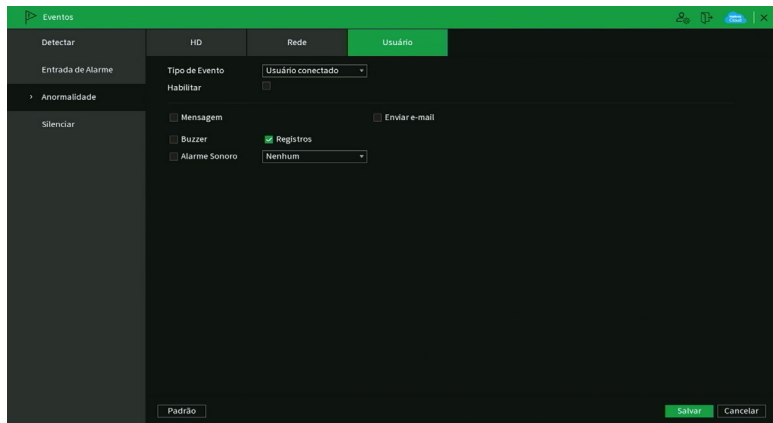 Eventos
Detectar
Entrada de Alarme
Anormalidade
Silenciar
HD Rede Usuário
Tipo de Evento Usuário conectado
Habilitar
Mensagem Enviar e-mail
Buzzer Registros
Alarme Sonoro Nenhum
Padrão Salvar Cancelar